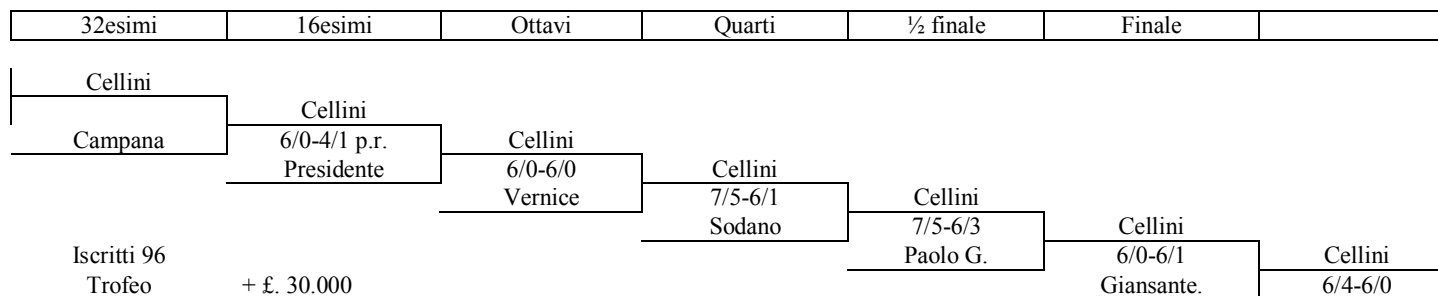 32esimi 16esimi Ottavi Quarti ½ finale Finale
Cellini
Cellini
Campana 6/0-4/1 p.r. Cellini
Presidente 6/0-6/0 Cellini
Vernice 7/5-6/1 Cellini
Sodano 7/5-6/3 Cellini
Iscritti 96 Paolo G. 6/0-6/1 Cellini
Trofeo + £. 30.000 Giansante. 6/4-6/0